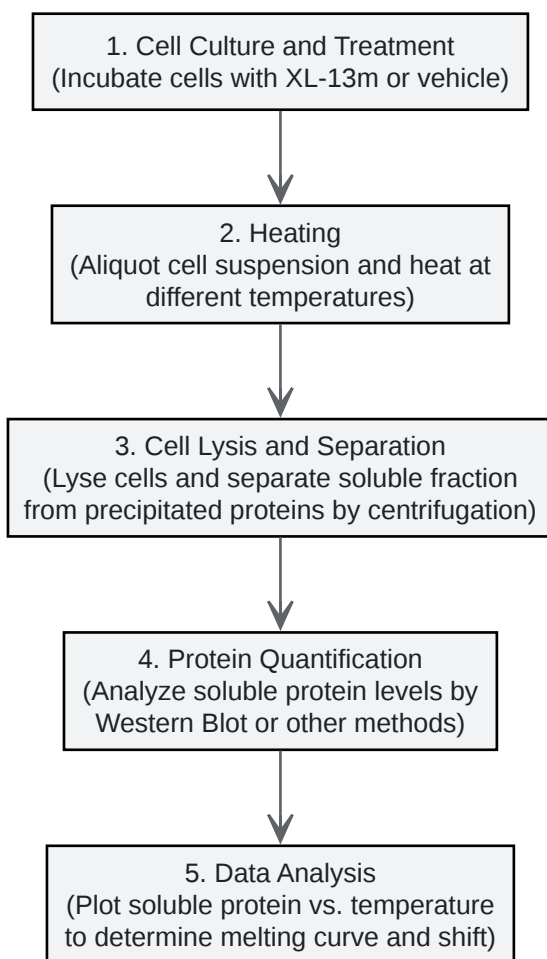 1. Cell Culture and Treatment
(Incubate cells with XL-13m or vehicle)
2. Heating
(Aliquot cell suspension and heat at
different temperatures)
3. Cell Lysis and Separation
(Lyse cells and separate soluble fraction
from precipitated proteins by centrifugation)
4. Protein Quantification
(Analyze soluble protein levels by
Western Blot or other methods)
5. Data Analysis
(Plot soluble protein vs. temperature
to determine melting curve and shift)